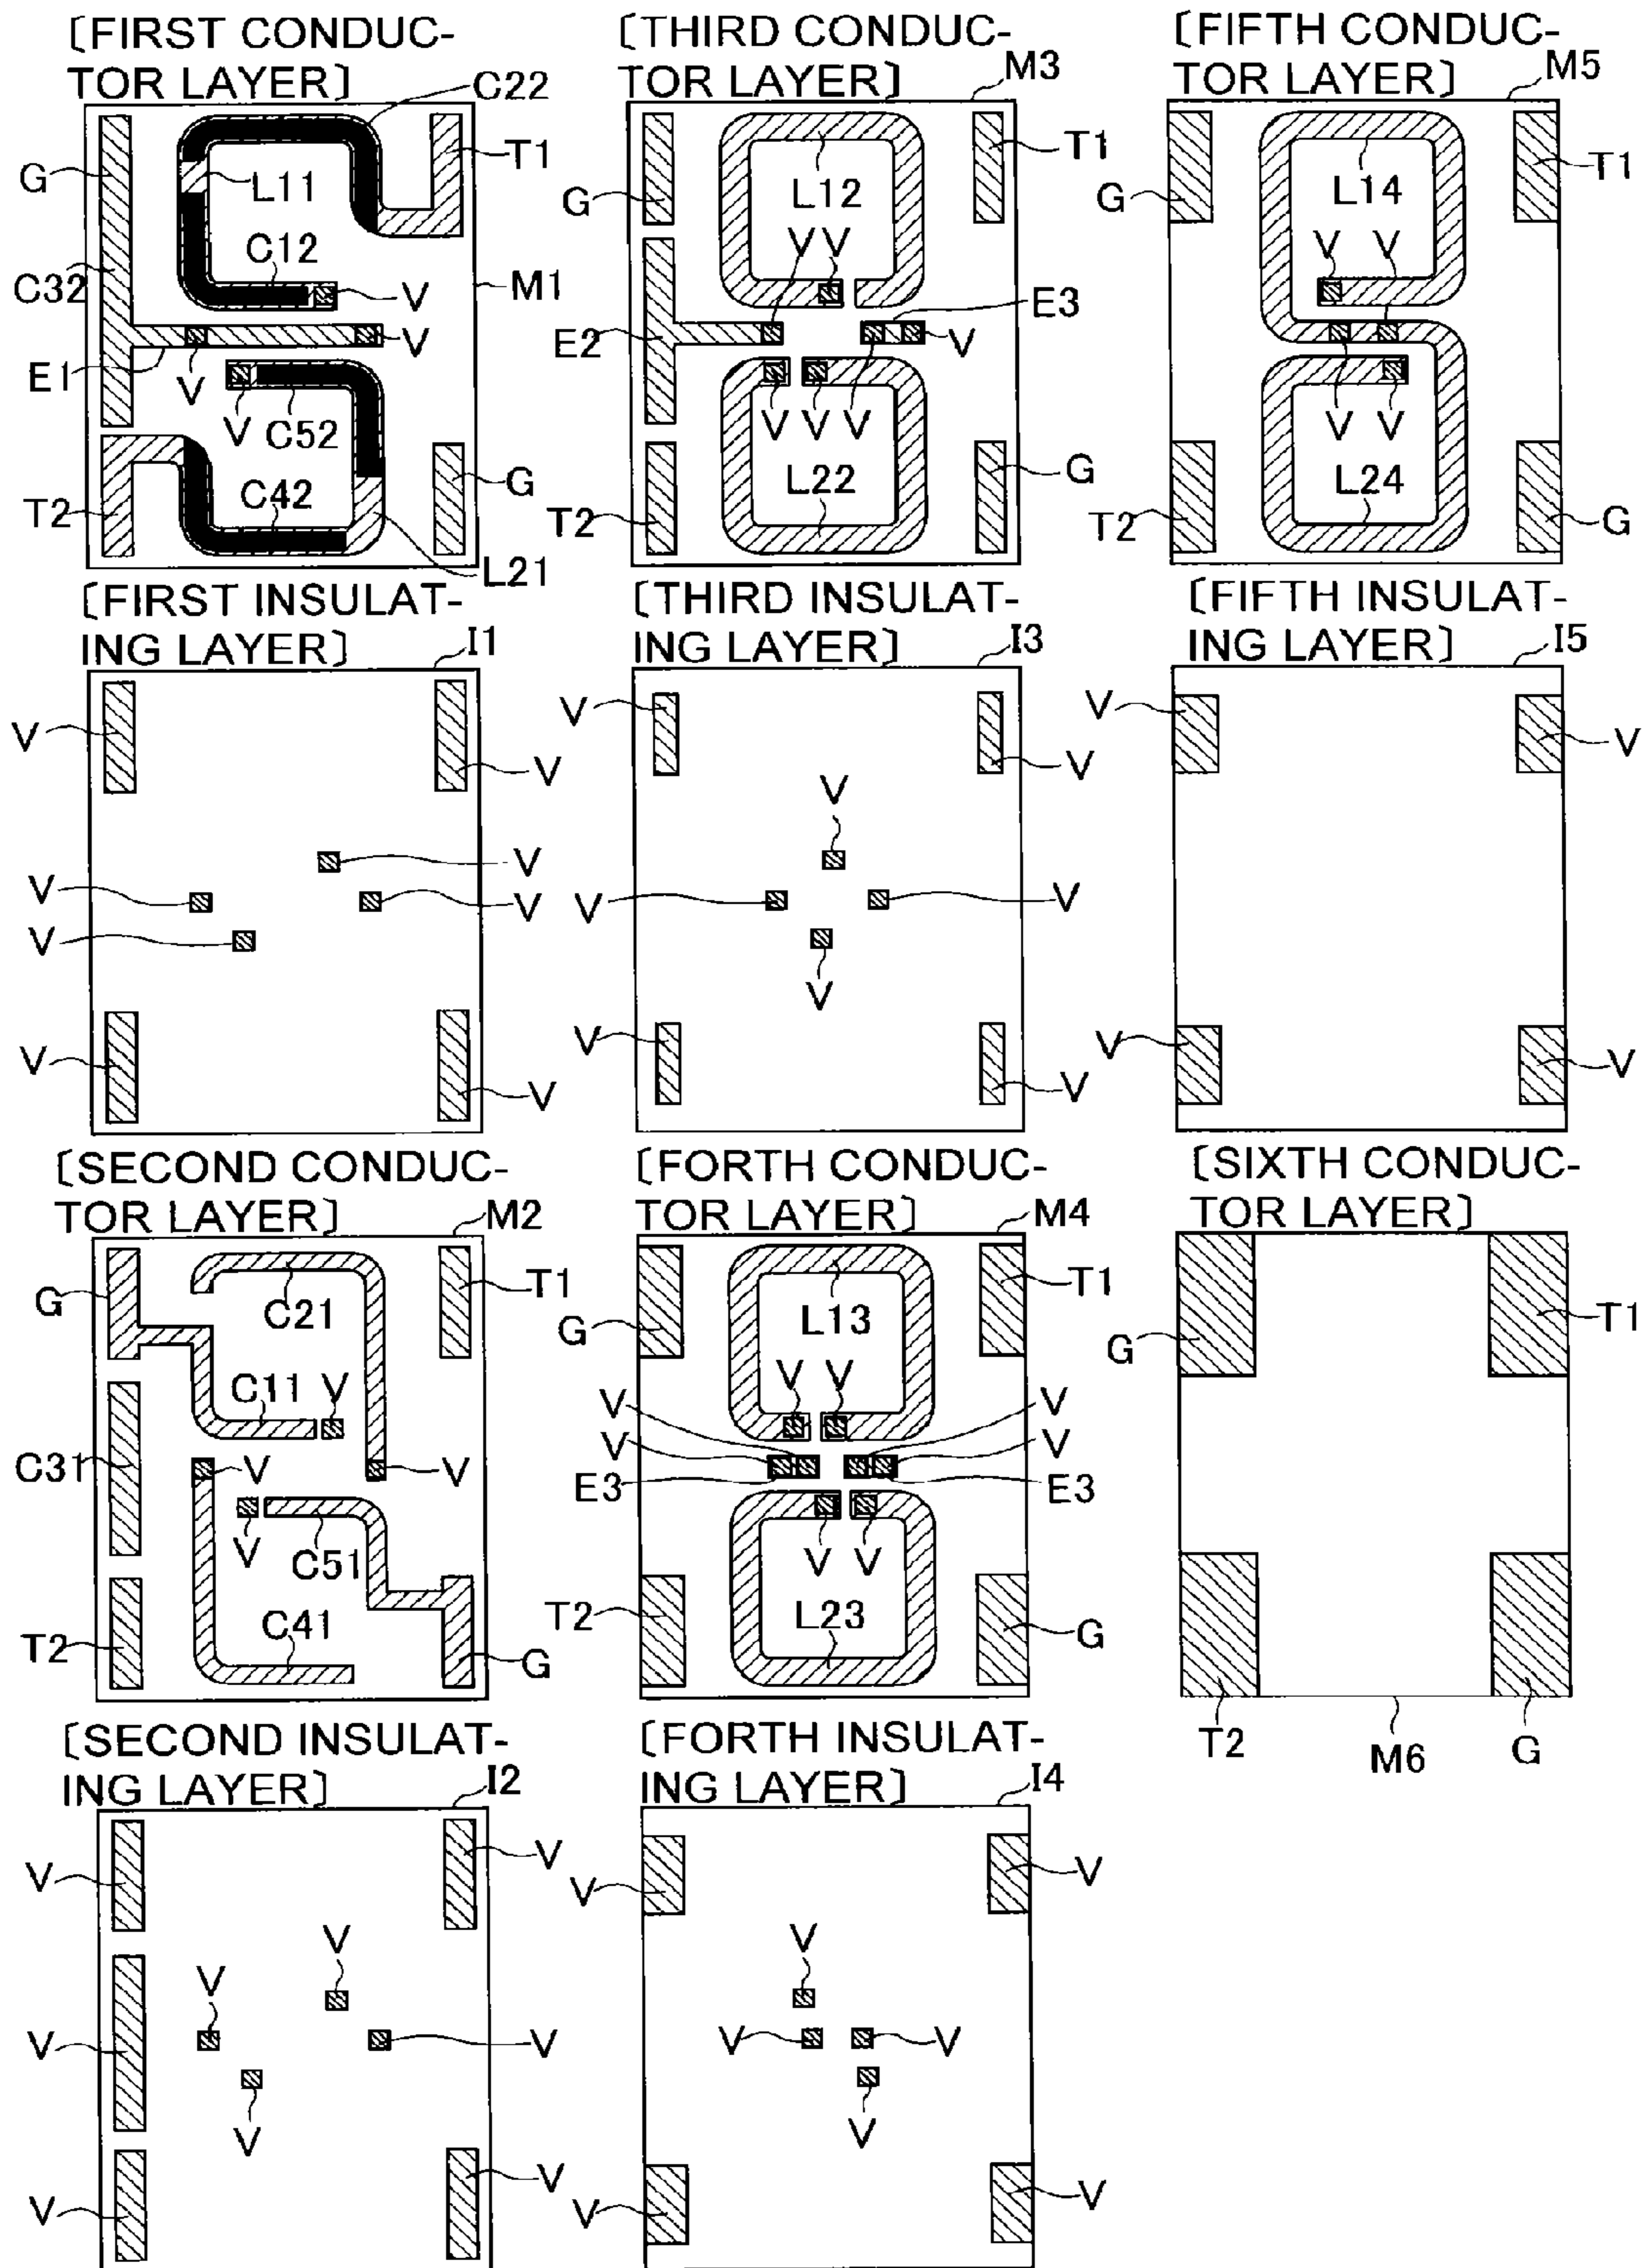 〔FIRST CONDUC-
TOR LAYER〕
C22
G
L11
T1
C12
C32
V
M1
V
E1
V
V
C52
C42
G
T2
L21
〔FIRST INSULAT-
ING LAYER〕
I1
V
V
V
V
V
V
V
V
〔SECOND CONDUC-
TOR LAYER〕
M2
G
C21
T1
C11
V
C31
V
V
V
C51
T2
C41
G
〔SECOND INSULAT-
ING LAYER〕
I2
V
V
V
V
V
V
V
V
V
〔THIRD CONDUC-
TOR LAYER〕
M3
T1
G
L12
V
V
E3
E2
V
V
V
V
L22
G
T2
〔THIRD INSULAT-
ING LAYER〕
I3
V
V
V
V
V
V
V
V
〔FORTH CONDUC-
TOR LAYER〕
M4
T1
G
L13
V
V
V
V
V
V
E3
E3
V
V
T2
L23
G
〔FORTH INSULAT-
ING LAYER〕
I4
V
V
V
V
V
V
V
V
〔FIFTH CONDUC-
TOR LAYER〕
M5
T1
G
L14
V
V
V
V
L24
T2
G
〔FIFTH INSULAT-
ING LAYER〕
I5
V
V
V
V
〔SIXTH CONDUC-
TOR LAYER〕
T1
G
T2
M6
G